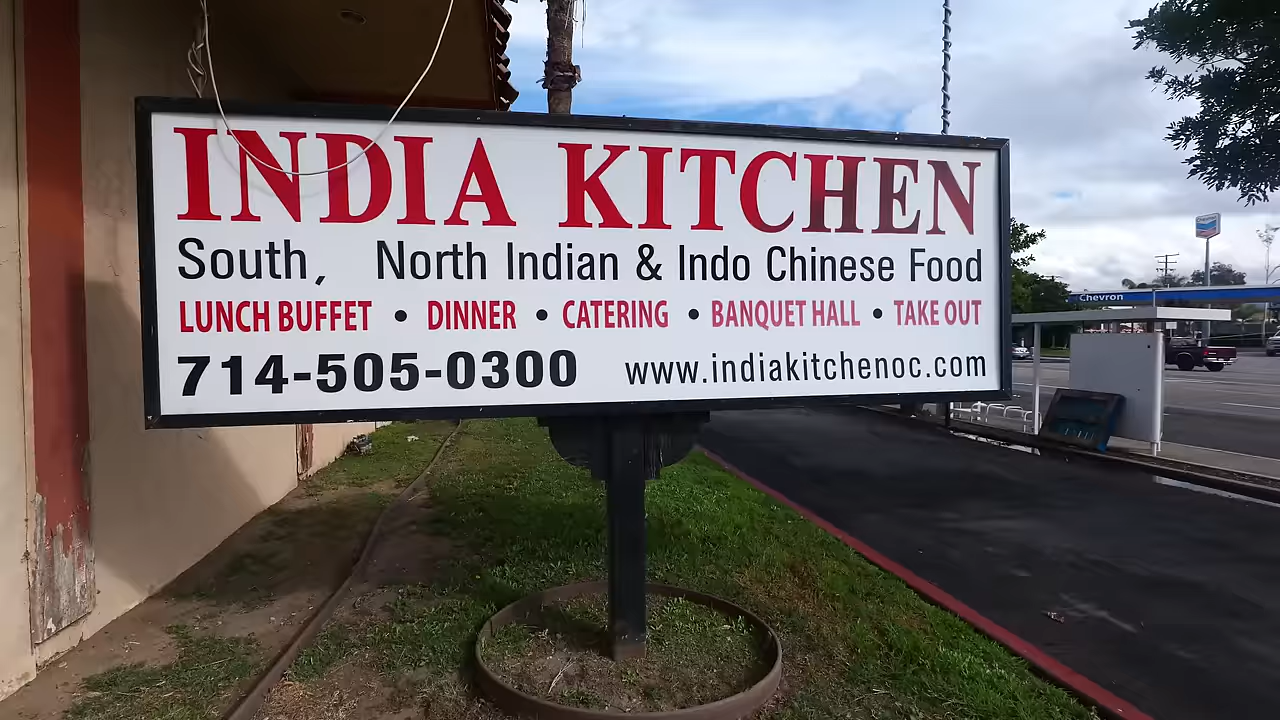 INDIA KITCHEN
South, North Indian & Indo Chinese Food
LUNCH BUFFET • DINNER • CATERING • BANQUET HALL • TAKE OUT
714-505-0300 www.indiakitchenoc.com
Chevron
Chevron